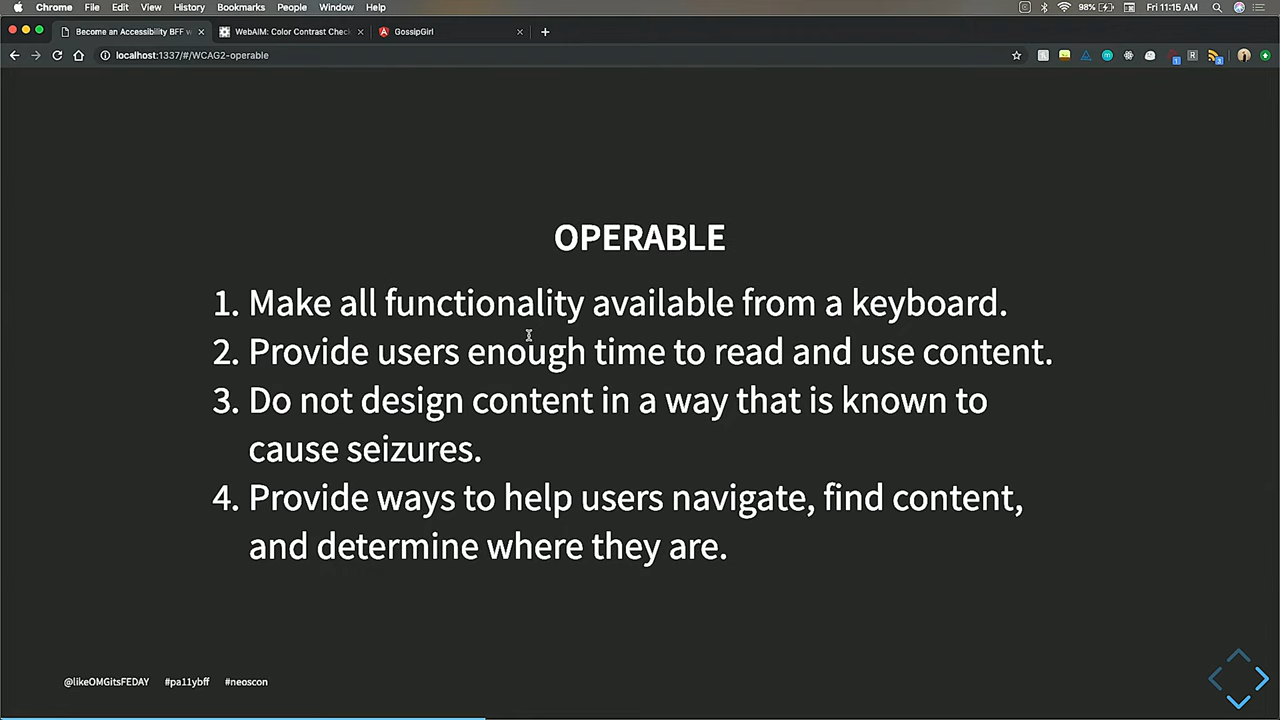 Chrome File Edit View History Bookmarks People Window Help 98% Fri 11:15 AM
Become an Accessibility BFF w WebAIM: Color Contrast Chec GossipGirl
localhost:1337/#/WCAG2-operable
OPERABLE
1. Make all functionality available from a keyboard.
2. Provide users enough time to read and use content.
3. Do not design content in a way that is known to
cause seizures.
4. Provide ways to help users navigate, find content,
and determine where they are.
@likeOMGitsFEDAY #pa11ybff #neoscon